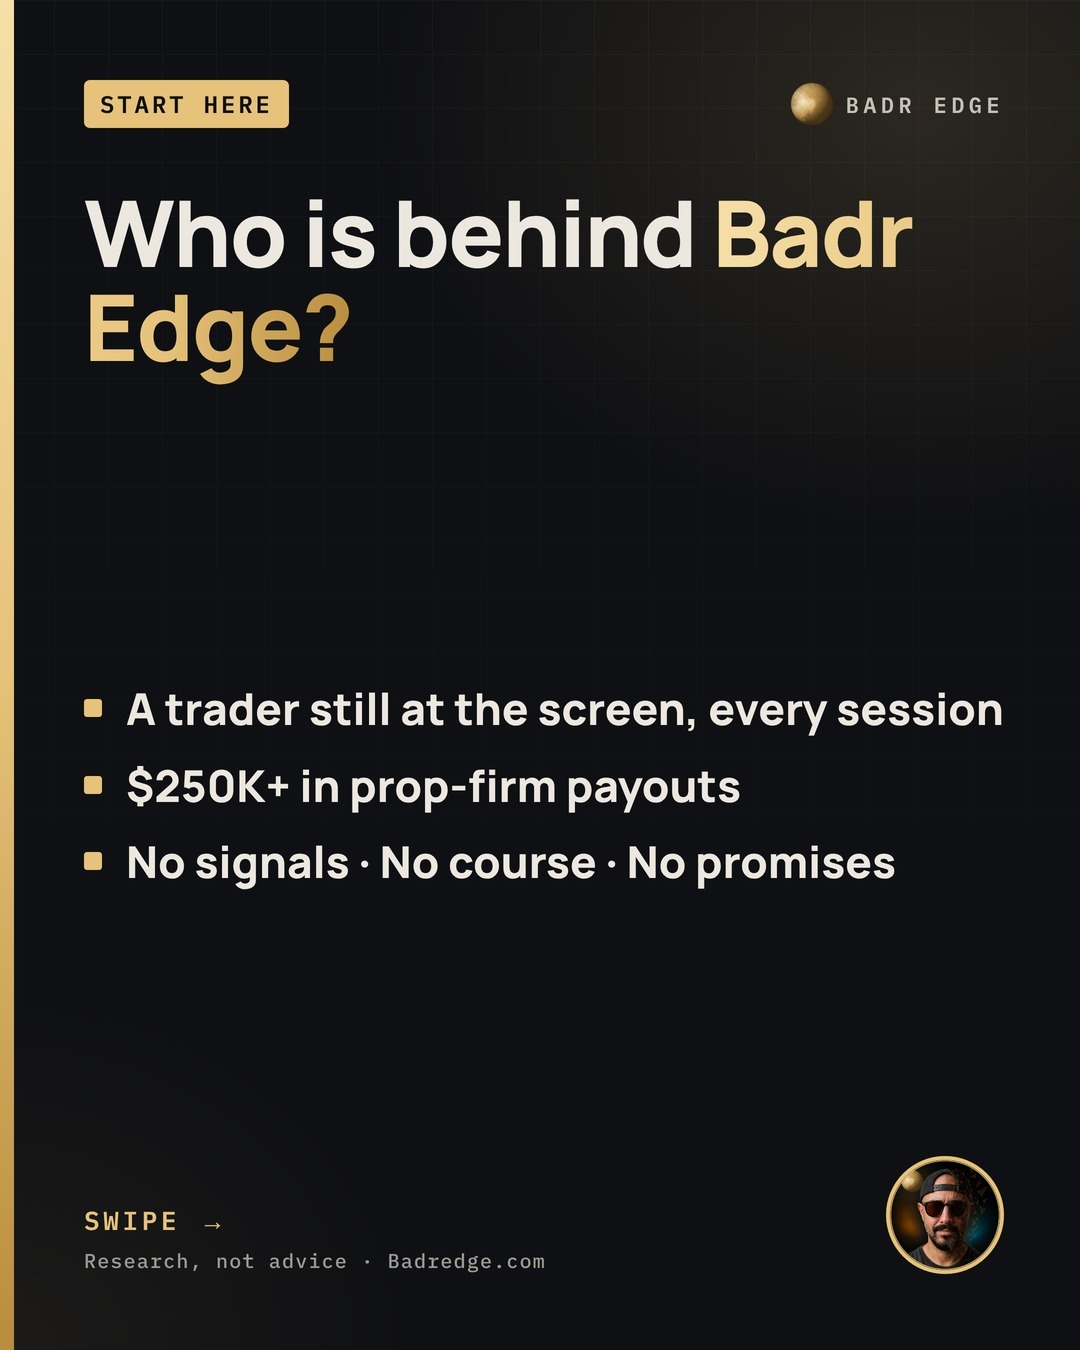 START HERE
BADR EDGE
Who is behind Badr
Edge?
A trader still at the screen, every session
$250K+ in prop-firm payouts
No signals · No course · No promises
SWIPE →
Research, not advice · Badredge.com